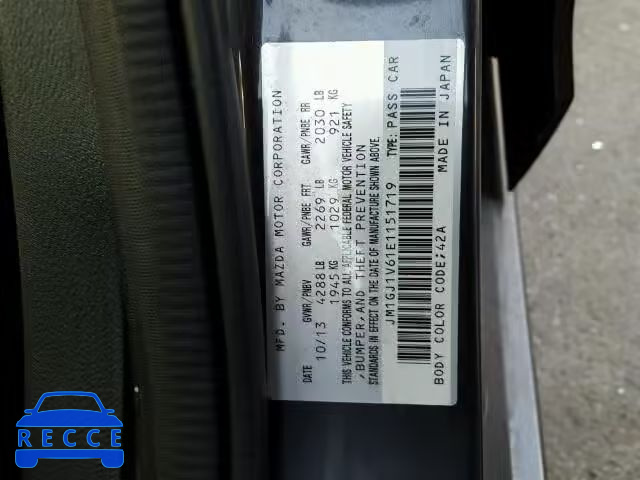 MFD. BY MAZDA MOTOR CORPORATION
DATE GVWR/PNBV GAWR/PNBE FRT. GAWR/PNBE RR
10/13 4288 LB 2269 LB 2030 LB
1945 KG 1029 KG 921 KG
THIS VEHICLE CONFORMS TO ALL APPLICABLE FEDERAL MOTOR VEHICLE SAFETY
,BUMPER,AND THEFT PREVENTION
STANDARDS IN EFFECT ON THE DATE OF MANUFACTURE SHOWN ABOVE.
JM1GJ1V61E1151719 TYPE: PASS CAR
BODY COLOR CODE:42A MADE IN JAPAN
RECCE